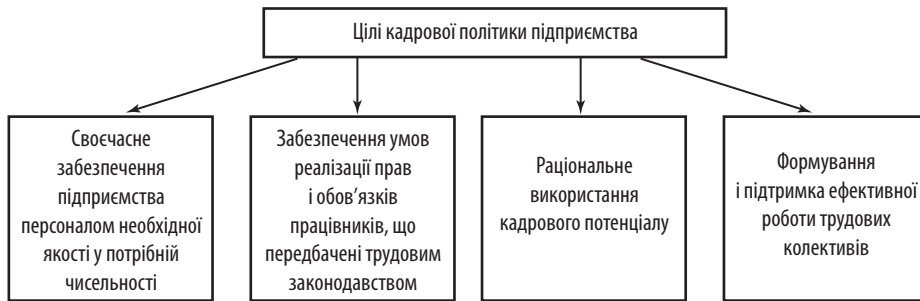 Цілі кадрової політики підприємства
Своєчасне
забезпечення
підприємства
персоналом необхідної
якості у потрібній
чисельності
Забезпечення умов
реалізації прав
і обов’язків
працівників, що
передбачені трудовим
законодавством
Раціональне
використання
кадрового потенціалу
Формування
і підтримка ефективної
роботи трудових
колективів